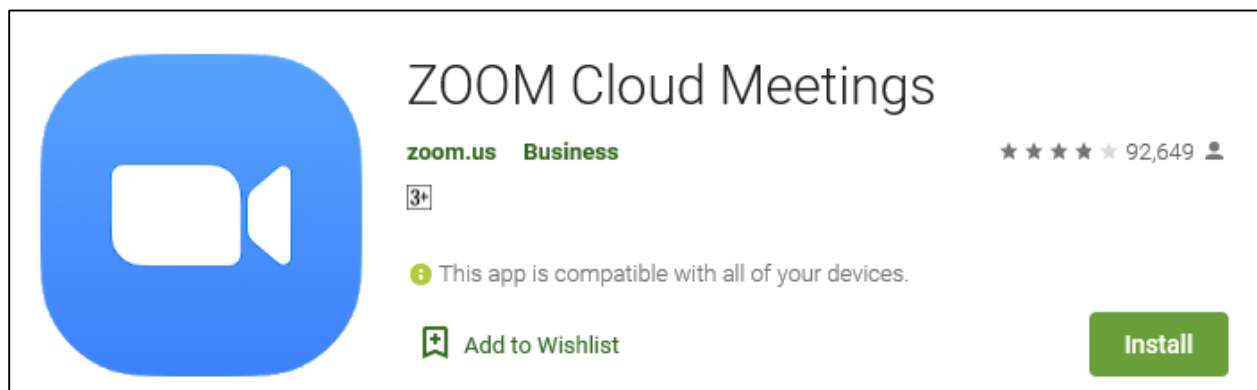 ZOOM Cloud Meetings
zoom.us Business 92,649
3+
This app is compatible with all of your devices.
Add to Wishlist
Install